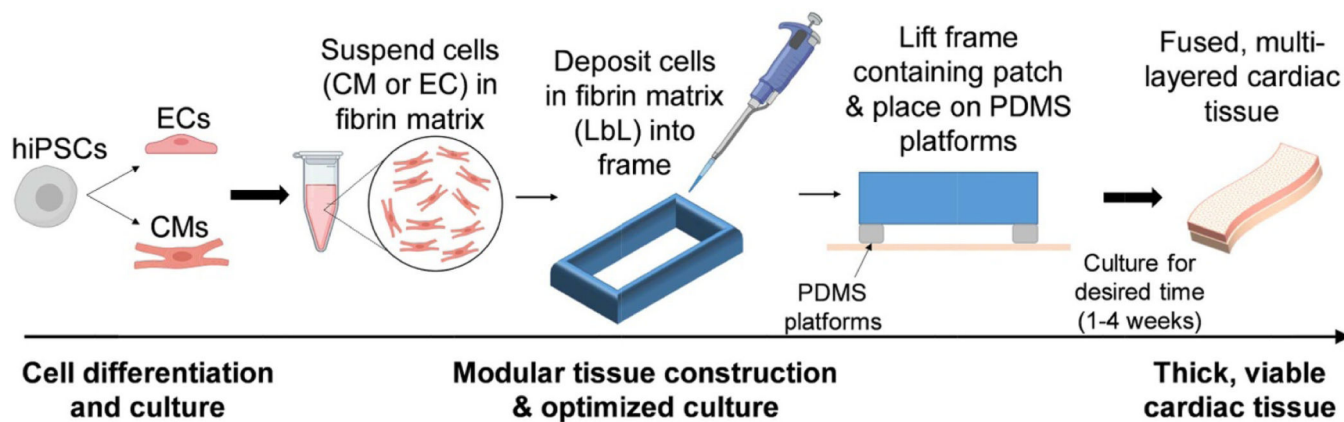 hiPSCs
ECs
CMs
Suspend cells
(CM or EC) in
fibrin matrix
Deposit cells
in fibrin matrix
(LbL) into
frame
Lift frame
containing patch
& place on PDMS
platforms
PDMS
platforms
Culture for
desired time
(1-4 weeks)
Fused, multi-
layered cardiac
tissue
Cell differentiation
and culture
Modular tissue construction
& optimized culture
Thick, viable
cardiac tissue